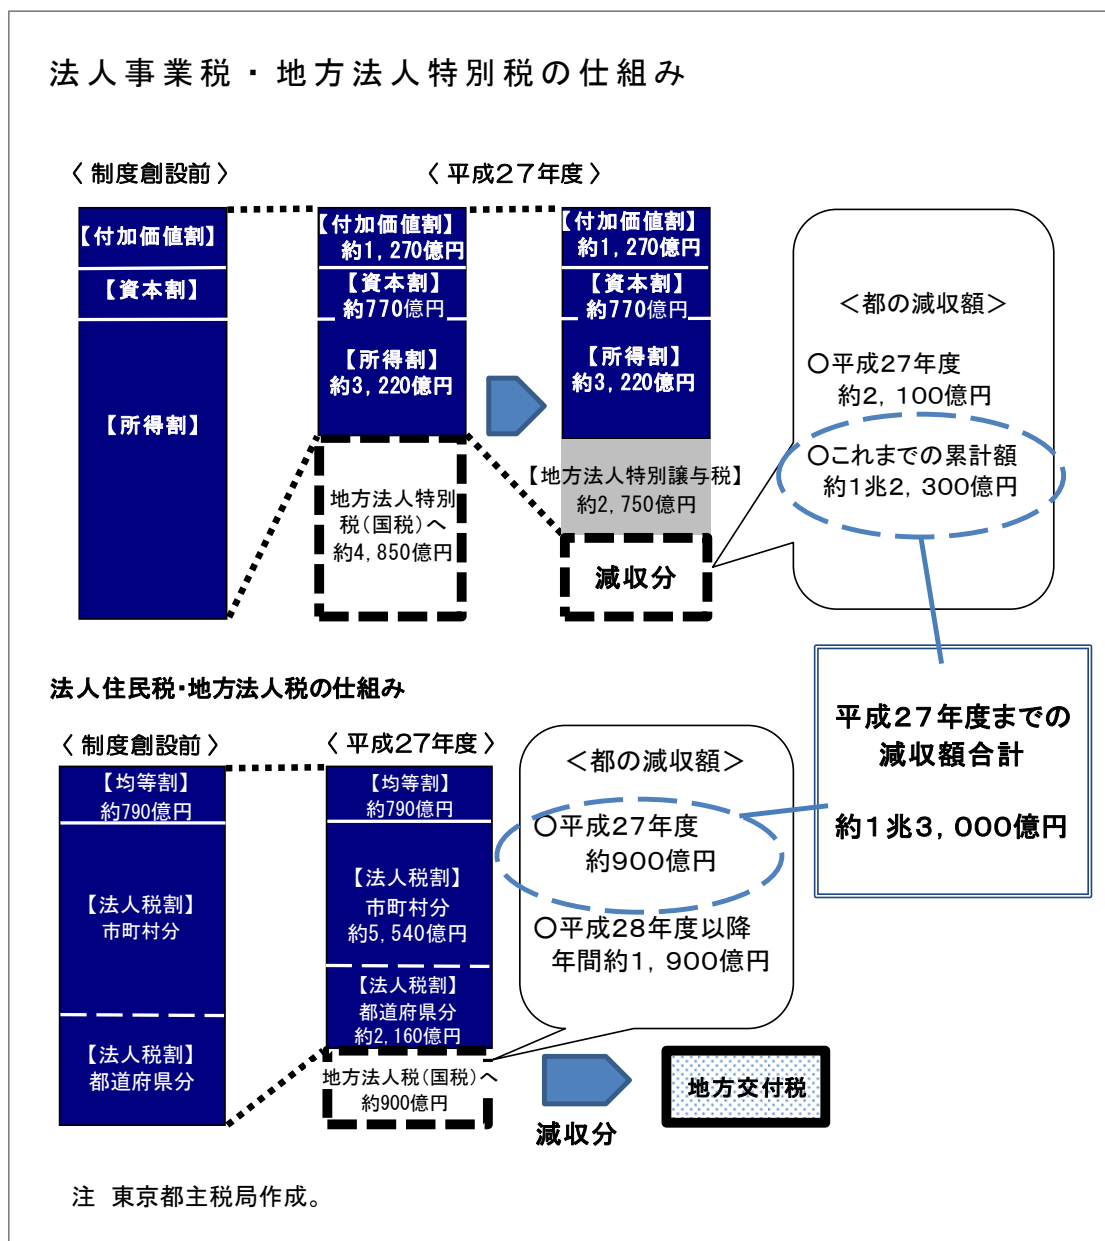 法人事業税・地方法人特別税の仕組み
〈 制度創設前 〉
〈 平成27年度 〉
【付加価値割】
【資本割】
【所得割】
【付加価値割】
約1,270億円
【資本割】
約770億円
【所得割】
約3,220億円
地方法人特別
税(国税)へ
約4,850億円
【付加価値割】
約1,270億円
【資本割】
約770億円
【所得割】
約3,220億円
【地方法人特別譲与税】
約2,750億円
減収分
＜都の減収額＞
○平成27年度
約2,100億円
○これまでの累計額
約1兆2,300億円
平成27年度までの
減収額合計
約1兆3,000億円
法人住民税・地方法人税の仕組み
〈 制度創設前 〉
〈 平成27年度 〉
【均等割】
約790億円
【法人税割】
市町村分
【法人税割】
都道府県分
【均等割】
約790億円
【法人税割】
市町村分
約5,540億円
【法人税割】
都道府県分
約2,160億円
地方法人税(国税)へ
約900億円
＜都の減収額＞
○平成27年度
約900億円
○平成28年度以降
年間約1,900億円
減収分
地方交付税
注 東京都主税局作成。